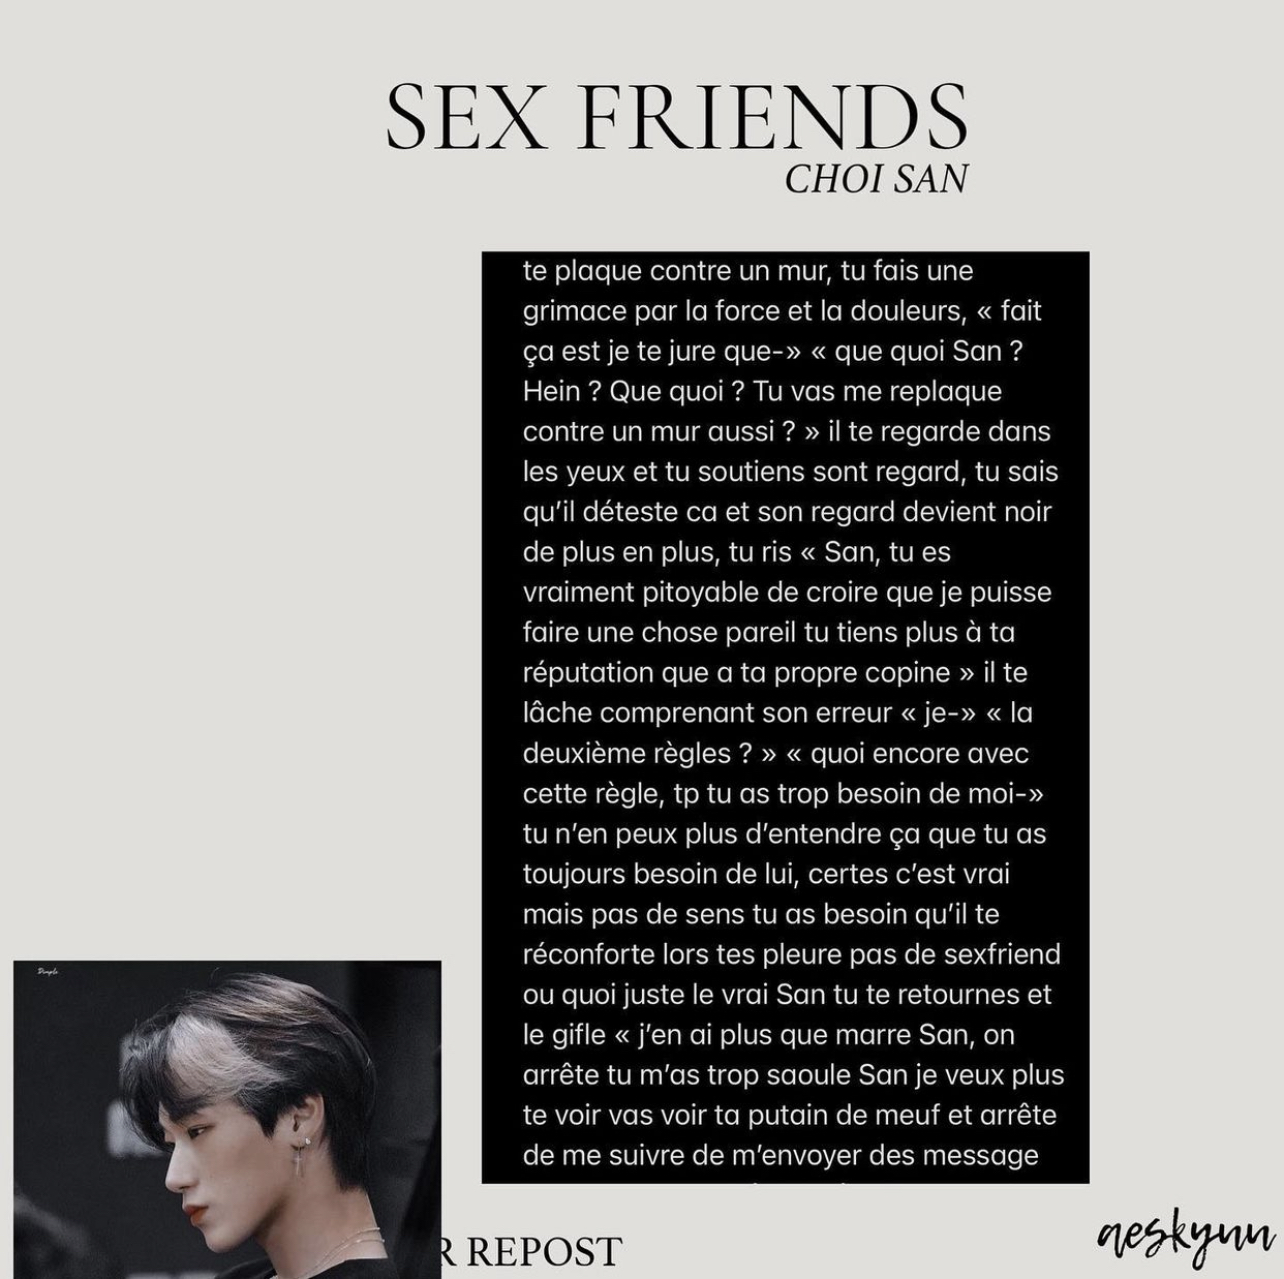 SEX FRIENDS
CHOI SAN
te plaque contre un mur, tu fais une
grimace par la force et la douleurs, « fait
ça est je te jure que-» « que quoi San ?
Hein ? Que quoi ? Tu vas me replaque
contre un mur aussi ? » il te regarde dans
les yeux et tu soutiens sont regard, tu sais
qu’il déteste ca et son regard devient noir
de plus en plus, tu ris « San, tu es
vraiment pitoyable de croire que je puisse
faire une chose pareil tu tiens plus à ta
réputation que a ta propre copine » il te
lâche comprenant son erreur « je-» « la
deuxième règles ? » « quoi encore avec
cette règle, tp tu as trop besoin de moi-»
tu n’en peux plus d’entendre ça que tu as
toujours besoin de lui, certes c’est vrai
mais pas de sens tu as besoin qu’il te
réconforte lors tes pleure pas de sexfriend
ou quoi juste le vrai San tu te retournes et
le gifle « j’en ai plus que marre San, on
arrête tu m’as trop saoule San je veux plus
te voir vas voir ta putain de meuf et arrête
de me suivre de m’envoyer des message
Dimple
R REPOST
aeskynn